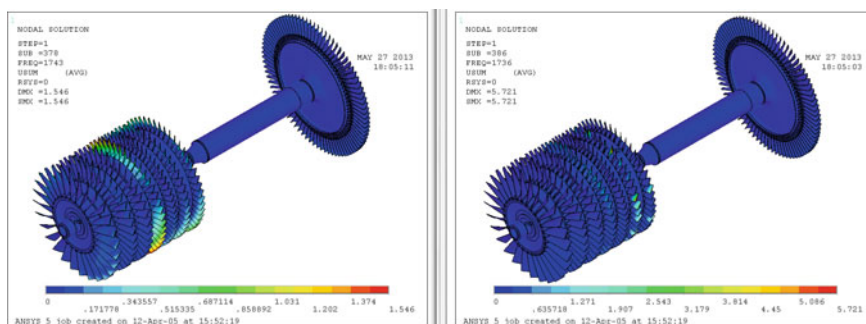 1
NODAL SOLUTION
STEP=1
SUB =378
FREQ=1743
USUM (AVG)
RSYS=0
DMX =1.546
SMX =1.546
MAY 27 2013
18:05:11
0 .343557 .687114 1.031 1.374
.171778 .515335 .858892 1.202 1.546
ANSYS 5 job created on 12-Apr-05 at 15:52:19
1
NODAL SOLUTION
STEP=1
SUB =386
FREQ=1736
USUM (AVG)
RSYS=0
DMX =5.721
SMX =5.721
MAY 27 2013
18:05:03
0 1.271 2.543 3.814 5.086
.635718 1.907 3.179 4.45 5.721
ANSYS 5 job created on 12-Apr-05 at 15:52:19